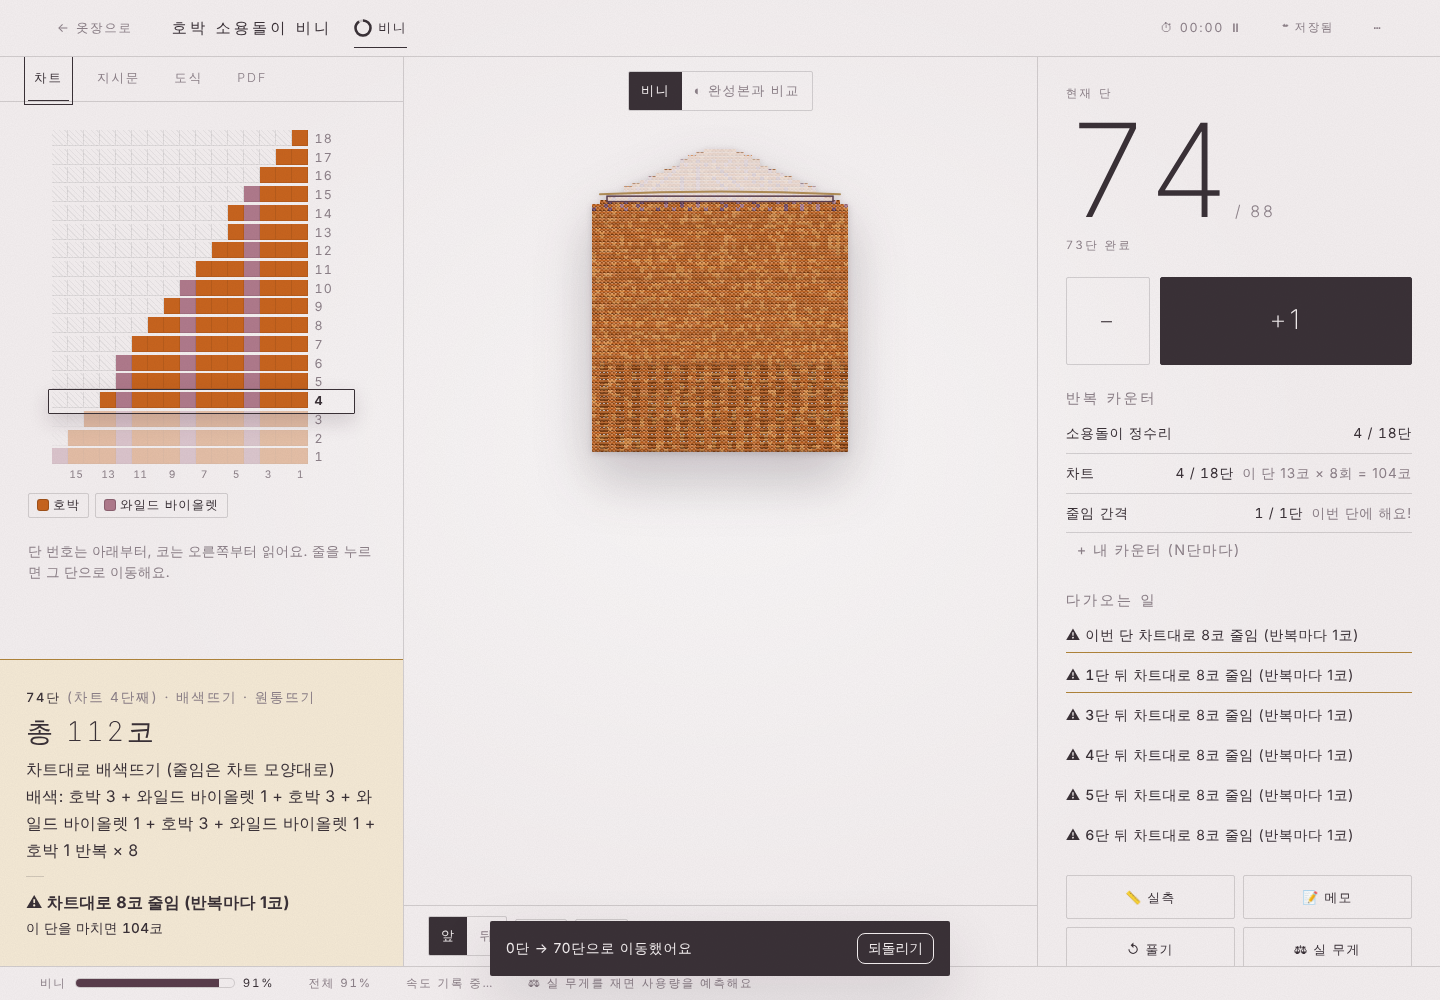 ← 옷장으로
호박 소용돌이 비니
비니
00:00
저장됨
차트
지시문
도식
PDF
비니
완성본과 비교
18
17
16
15
14
13
12
11
10
9
8
7
6
5
4
3
2
1
15 13 11 9 7 5 3 1
호박
와일드 바이올렛
단 번호는 아래부터, 코는 오른쪽부터 읽어요. 줄을 누르
면 그 단으로 이동해요.
74단 (차트 4단째) · 배색뜨기 · 원통뜨기
총 112코
차트대로 배색뜨기 (줄임은 차트 모양대로)
배색: 호박 3 + 와일드 바이올렛 1 + 호박 3 + 와
일드 바이올렛 1 + 호박 3 + 와일드 바이올렛 1 +
호박 1 반복 × 8
⚠ 차트대로 8코 줄임 (반복마다 1코)
이 단을 마치면 104코
현재 단
74 / 88
73단 완료
–
+1
반복 카운터
소용돌이 정수리 4 / 18단
차트 4 / 18단 이 단 13코 × 8회 = 104코
줄임 간격 1 / 1단 이번 단에 해요!
+ 내 카운터 (N단마다)
다가오는 일
⚠ 이번 단 차트대로 8코 줄임 (반복마다 1코)
⚠ 1단 뒤 차트대로 8코 줄임 (반복마다 1코)
⚠ 3단 뒤 차트대로 8코 줄임 (반복마다 1코)
⚠ 4단 뒤 차트대로 8코 줄임 (반복마다 1코)
⚠ 5단 뒤 차트대로 8코 줄임 (반복마다 1코)
⚠ 6단 뒤 차트대로 8코 줄임 (반복마다 1코)
📏 실측
📝 메모
풀기
실 무게
앞
0단 → 70단으로 이동했어요
되돌리기
비니 91%
전체 91%
속도 기록 중…
실 무게를 재면 사용량을 예측해요